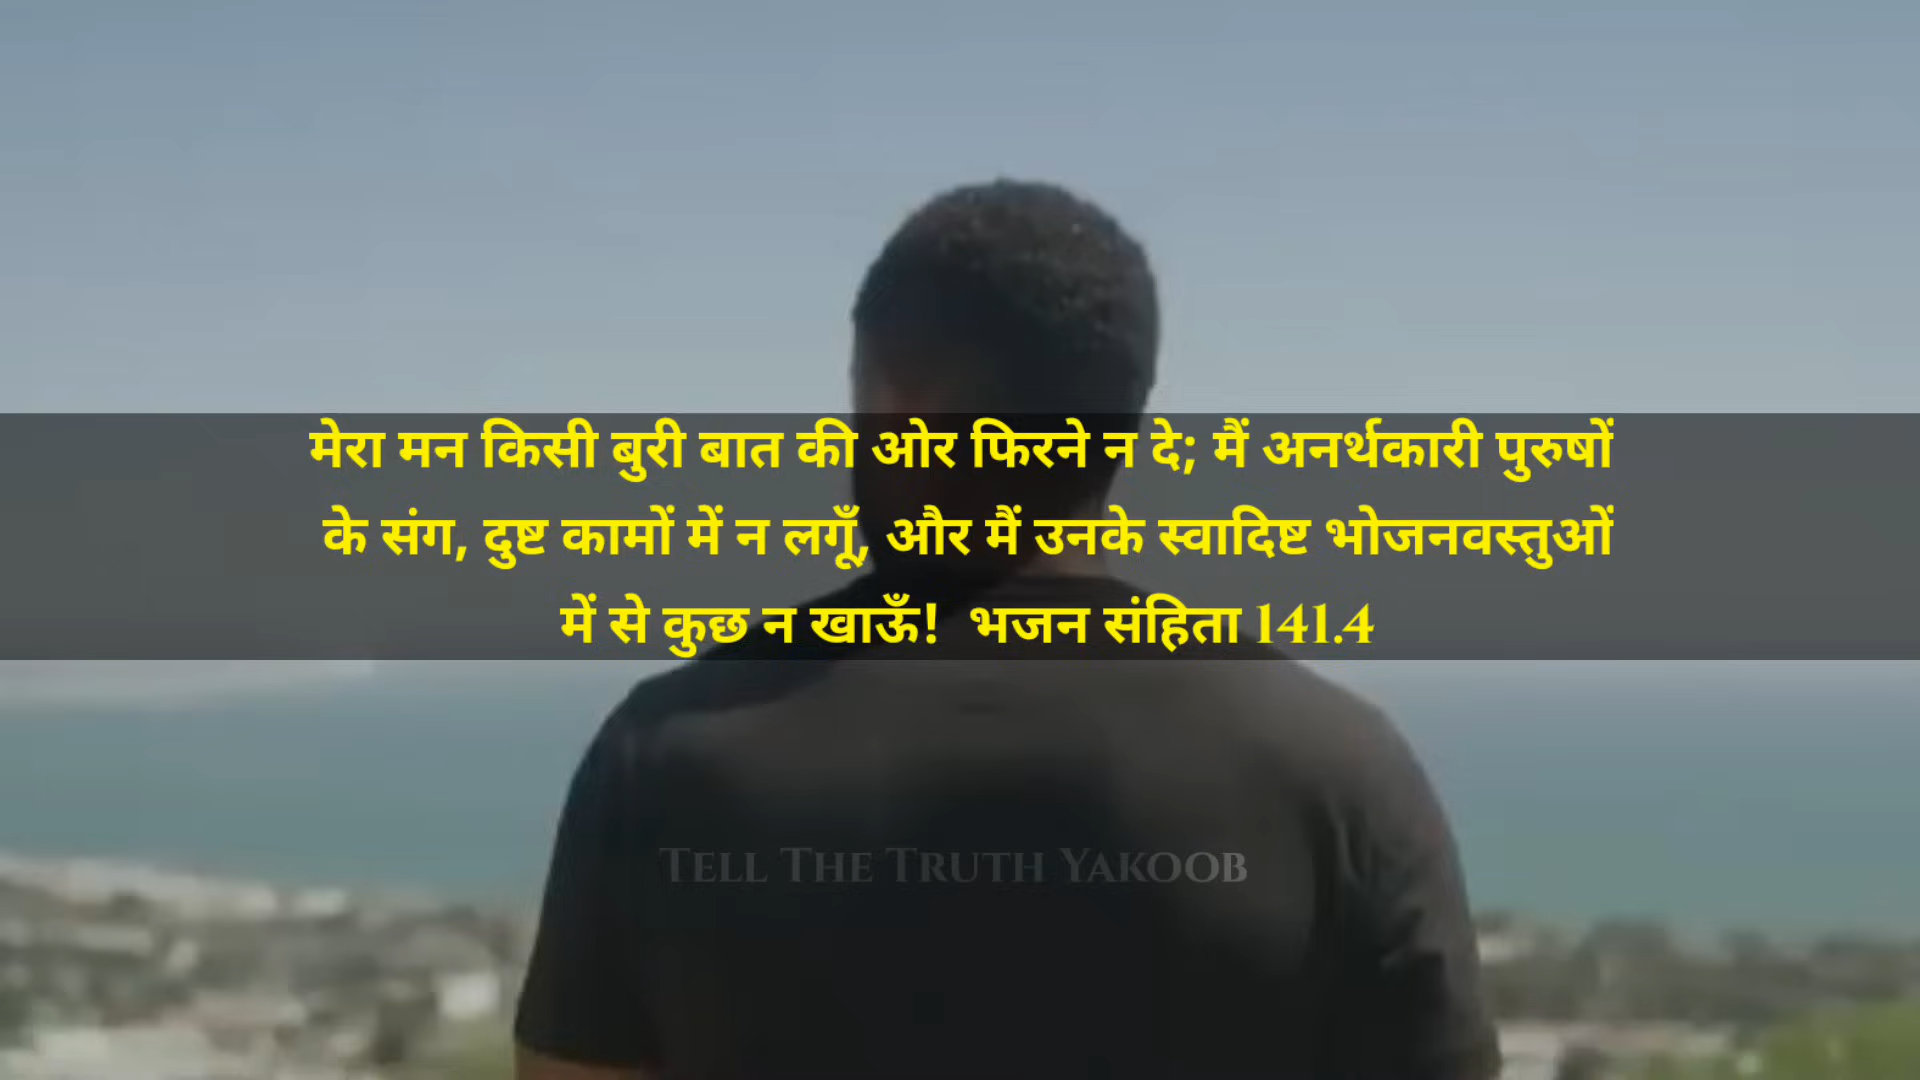 मेरा मन किसी बुरी बात की ओर फिरने न दे; मैं अनर्थकारी पुरुषों
के संग, दुष्ट कामों में न लगूँ, और मैं उनके स्वादिष्ट भोजनवस्तुओं
में से कुछ न खाऊँ! भजन संहिता 141.4
Tell The Truth Yakoob